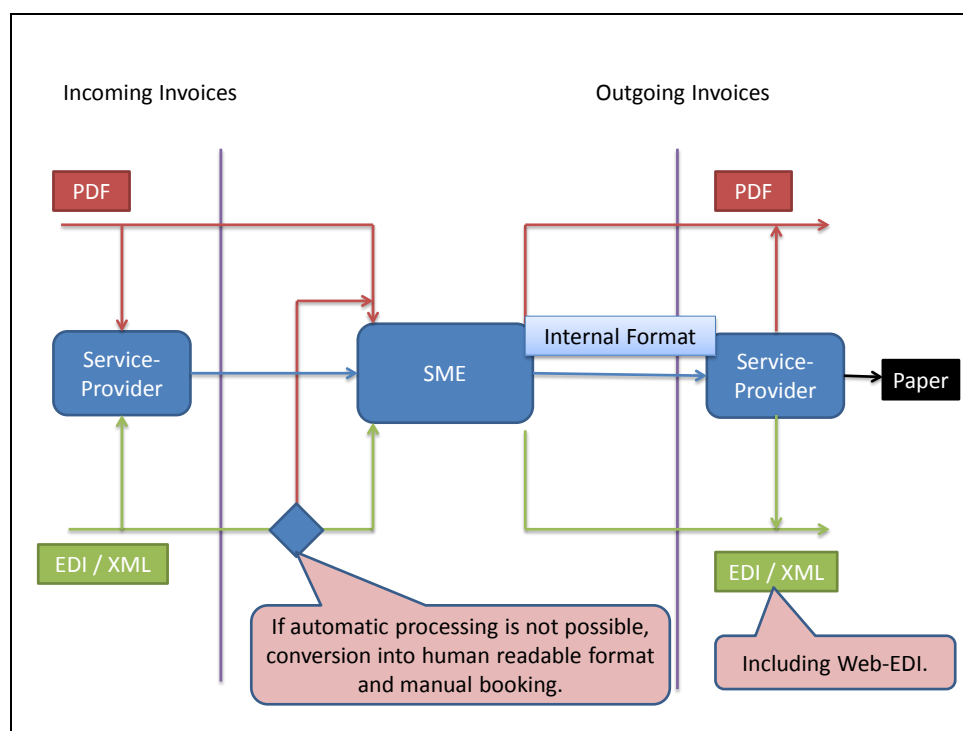 Incoming Invoices
Outgoing Invoices
PDF
PDF
Internal Format
Service-
Provider
SME
Service-
Provider
Paper
EDI / XML
EDI / XML
If automatic processing is not possible,
conversion into human readable format
and manual booking.
Including Web-EDI.